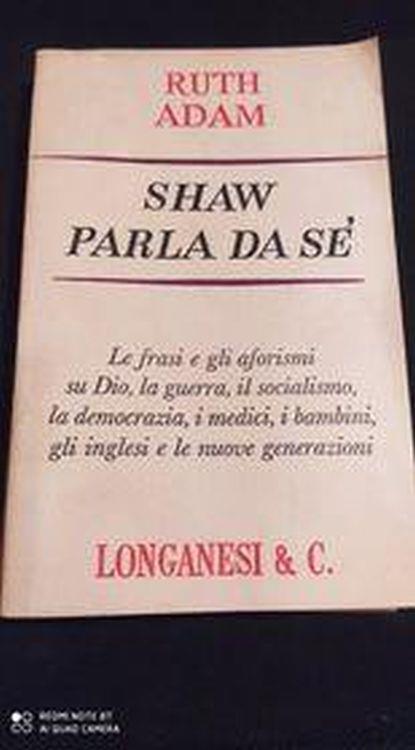 RUTH
ADAM
SHAW
PARLA DA SÉ
Le frasi e gli aforismi
su Dio, la guerra, il socialismo,
la democrazia, i medici, i bambini,
gli inglesi e le nuove generazioni
LONGANESI & C.
REDMI NOTE 8T
AI QUAD CAMERA